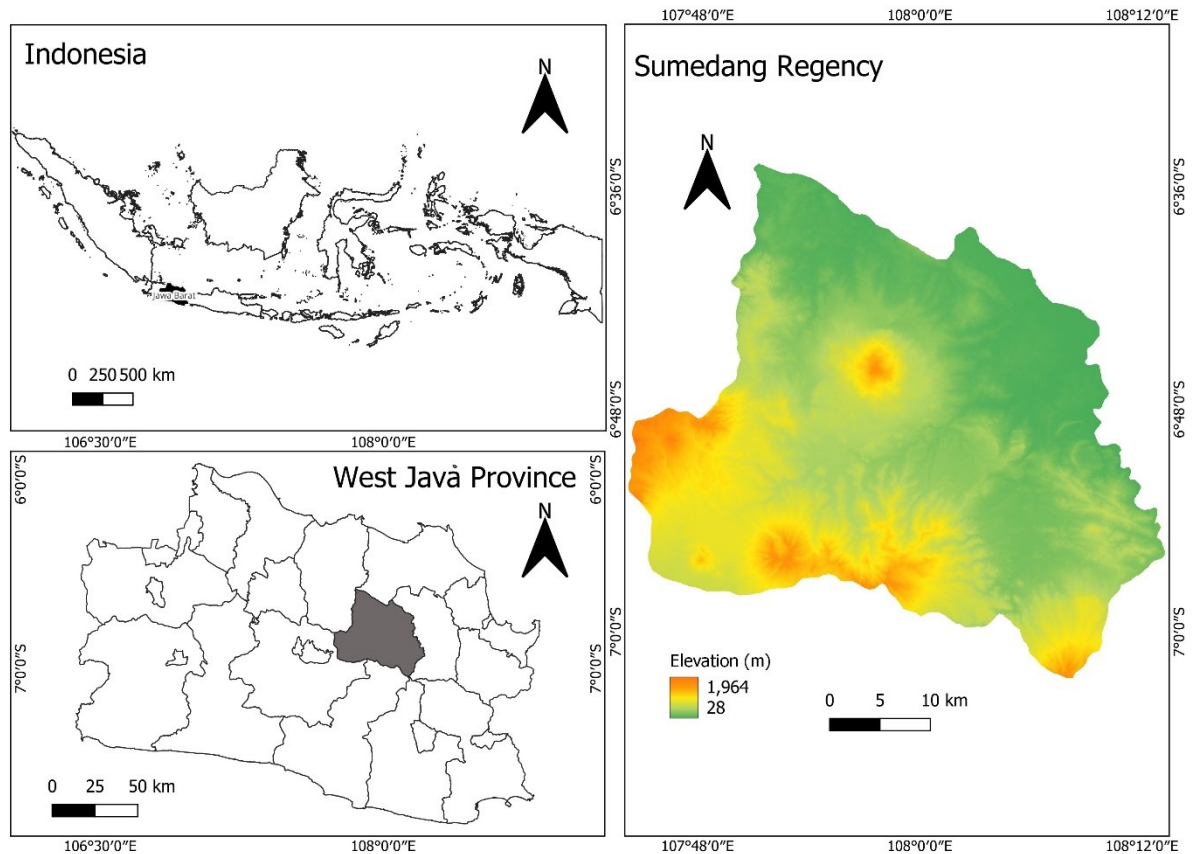 Indonesia
N
Jawa Barat
0 250500 km
106°30'0"E 108°0'0"E
6°0'0"S
7°0'0"S
West Java Province
N
6°0'0"S
7°0'0"S
0 25 50 km
106°30'0"E 108°0'0"E
107°48'0"E 108°0'0"E 108°12'0"E
Sumedang Regency
N
6°36'0"S
6°48'0"S
7°0'0"S
6°36'0"S
6°48'0"S
7°0'0"S
Elevation (m)
1,964
28
0 5 10 km
107°48'0"E 108°0'0"E 108°12'0"E